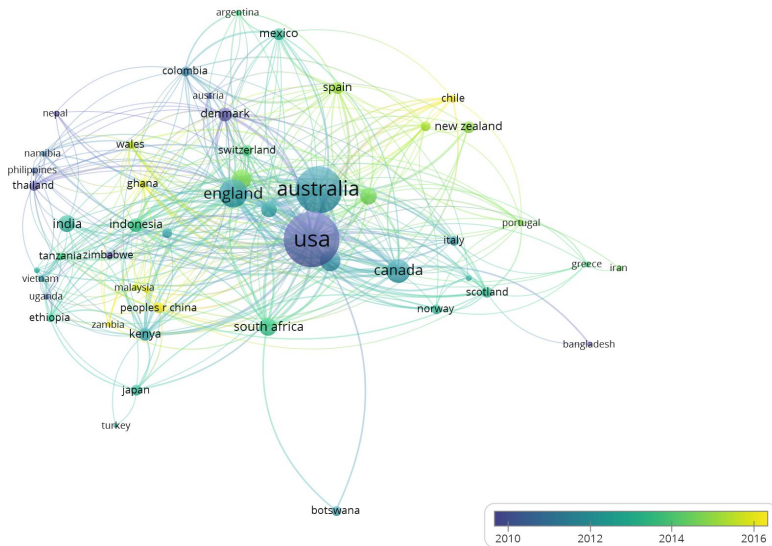 argentina
mexico
colombia
spain
austria
chile
nepal
denmark
new zealand
wales
switzerland
namibia
philippines
thailand
ghana
england
australia
india
indonesia
portugal
usa
italy
tanzania
zimbabwe
greece
iran
canada
vietnam
malaysia
uganda
scotland
peoples r china
norway
ethiopia
zambia
kenya
south africa
bangladesh
japan
turkey
botswana
2010
2012
2014
2016